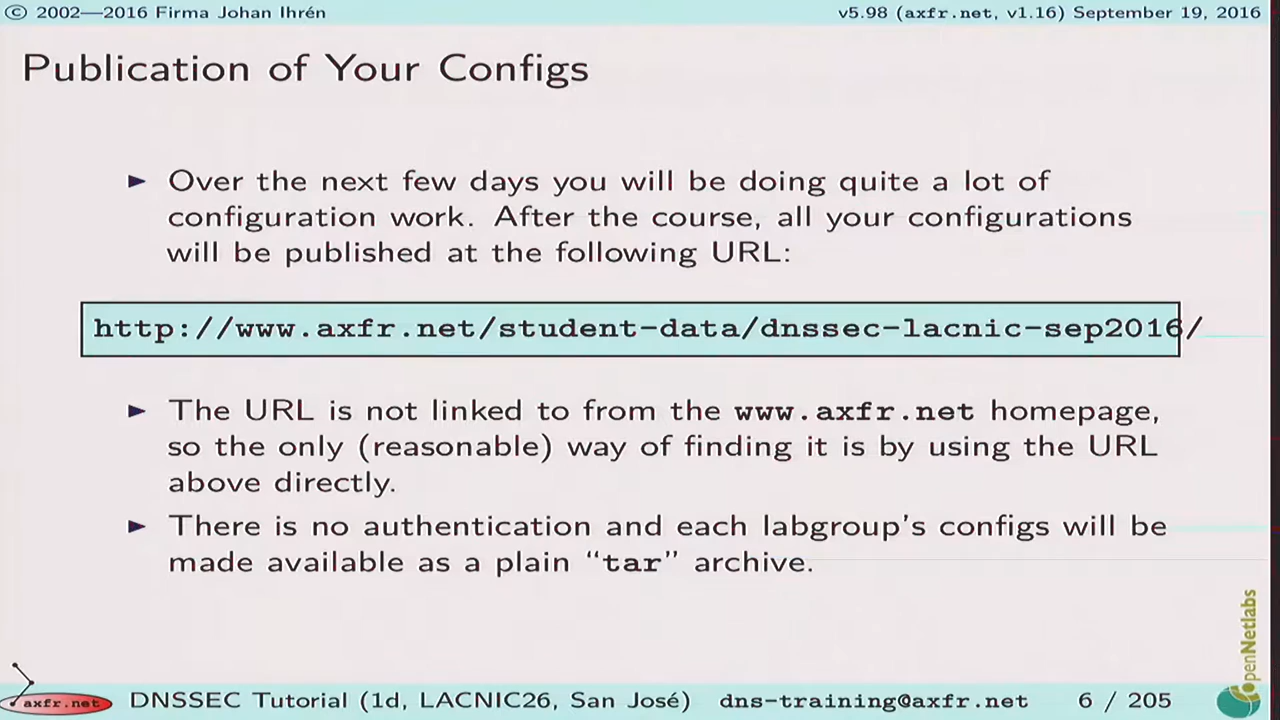 © 2002—2016 Firma Johan Ihrén
v5.98 (axfr.net, v1.16) September 19, 2016
Publication of Your Configs
► Over the next few days you will be doing quite a lot of
configuration work. After the course, all your configurations
will be published at the following URL:
http://www.axfr.net/student-data/dnssec-lacnic-sep2016/
► The URL is not linked to from the www.axfr.net homepage,
so the only (reasonable) way of finding it is by using the URL
above directly.
► There is no authentication and each labgroup's configs will be
made available as a plain “tar” archive.
OpenNetlabs
axfr.net
DNSSEC Tutorial (1d, LACNIC26, San José)
dns-training@axfr.net
6 / 205